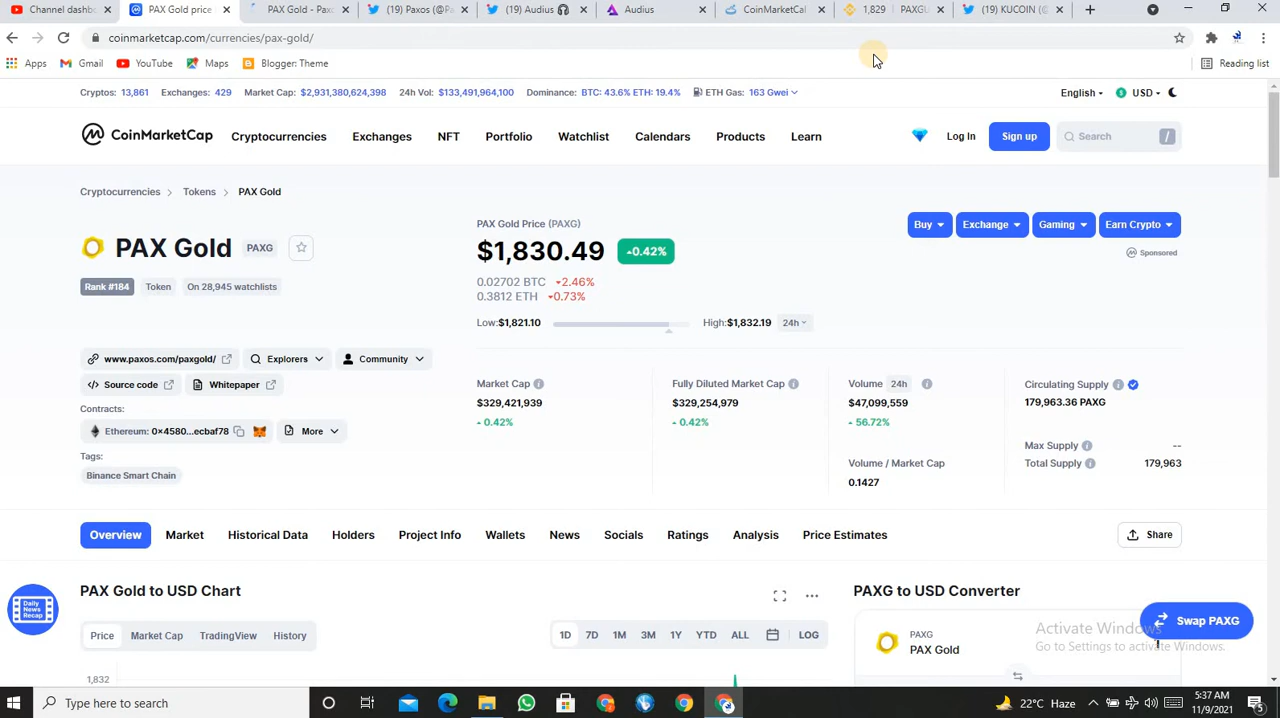 Channel dashboard
PAX Gold price
PAX Gold - Paxo
(19) Paxos (@Pa
(19) Audius
Audius
CoinMarketCal
1,829 | PAXGU
(19) KUCOIN (@
coinmarketcap.com/currencies/pax-gold/
Apps Gmail YouTube Maps Blogger: Theme Reading list
Cryptos: 13,861 Exchanges: 429 Market Cap: $2,931,380,624,398 24h Vol: $133,491,964,100 Dominance: BTC: 43.6% ETH: 19.4% ETH Gas: 163 Gwei English USD
CoinMarketCap Cryptocurrencies Exchanges NFT Portfolio Watchlist Calendars Products Learn Log In Sign up Search /
Cryptocurrencies > Tokens > PAX Gold
PAX Gold PAXG
Rank #184 Token On 28,945 watchlists
PAX Gold Price (PAXG)
$1,830.49 0.42%
0.02702 BTC 2.46%
0.3812 ETH 0.73%
Low:$1,821.10 High:$1,832.19 24h
Buy Exchange Gaming Earn Crypto
Sponsored
www.paxos.com/paxgold/ Explorers Community
Source code Whitepaper
Contracts:
Ethereum: 0x4580...ecbaf78 More
Tags:
Binance Smart Chain
Market Cap
$329,421,939
0.42%
Fully Diluted Market Cap
$329,254,979
0.42%
Volume 24h
$47,099,559
56.72%
Volume / Market Cap
0.1427
Circulating Supply
179,963.36 PAXG
Max Supply --
Total Supply 179,963
Overview Market Historical Data Holders Project Info Wallets News Socials Ratings Analysis Price Estimates Share
PAX Gold to USD Chart
Price Market Cap TradingView History
1D 7D 1M 3M 1Y YTD ALL LOG
1,832
PAXG to USD Converter
PAXG
PAX Gold
Swap PAXG
Daily
News
Recap
Activate Windows
Go to Settings to activate Windows.
Type here to search
22°C Haze
5:37 AM
11/9/2021
5